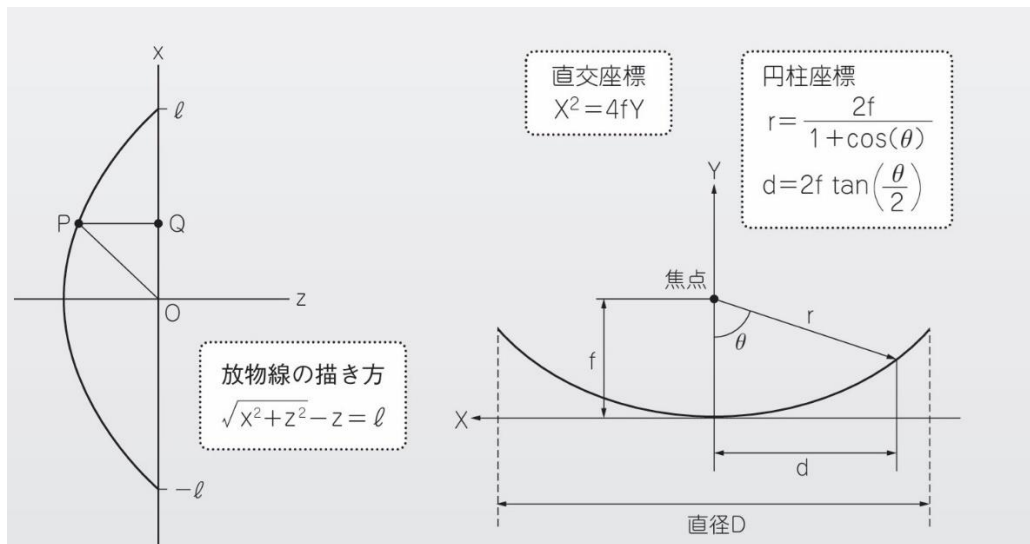 x
ℓ
P
Q
O
z
-ℓ
放物線の描き方
√x²+z²-z=ℓ
直交座標
X²=4fY
円柱座標
r=2f/1+cos(θ)
d=2f tan(θ/2)
Y
焦点
r
θ
f
X
d
直径D